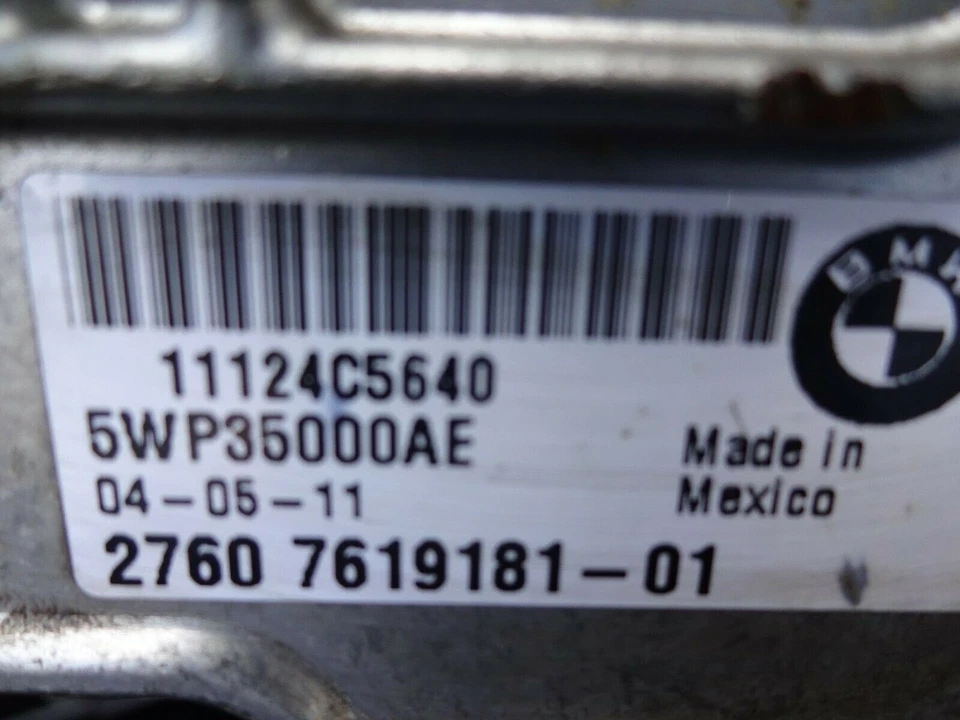 BMW
11124C5640
5WP35000AE
Made in
04-05-11
Mexico
2760 7619181-01